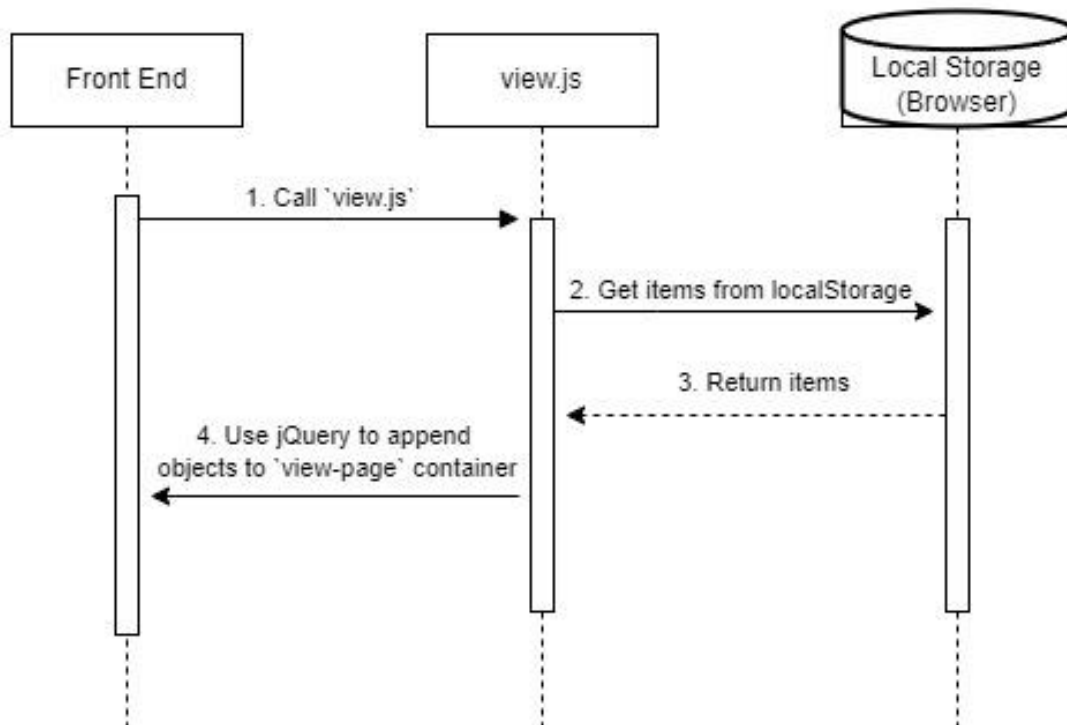 Front End
view.js
Local Storage
(Browser)
1. Call `view.js`
2. Get items from localStorage
3. Return items
4. Use jQuery to append
objects to `view-page` container